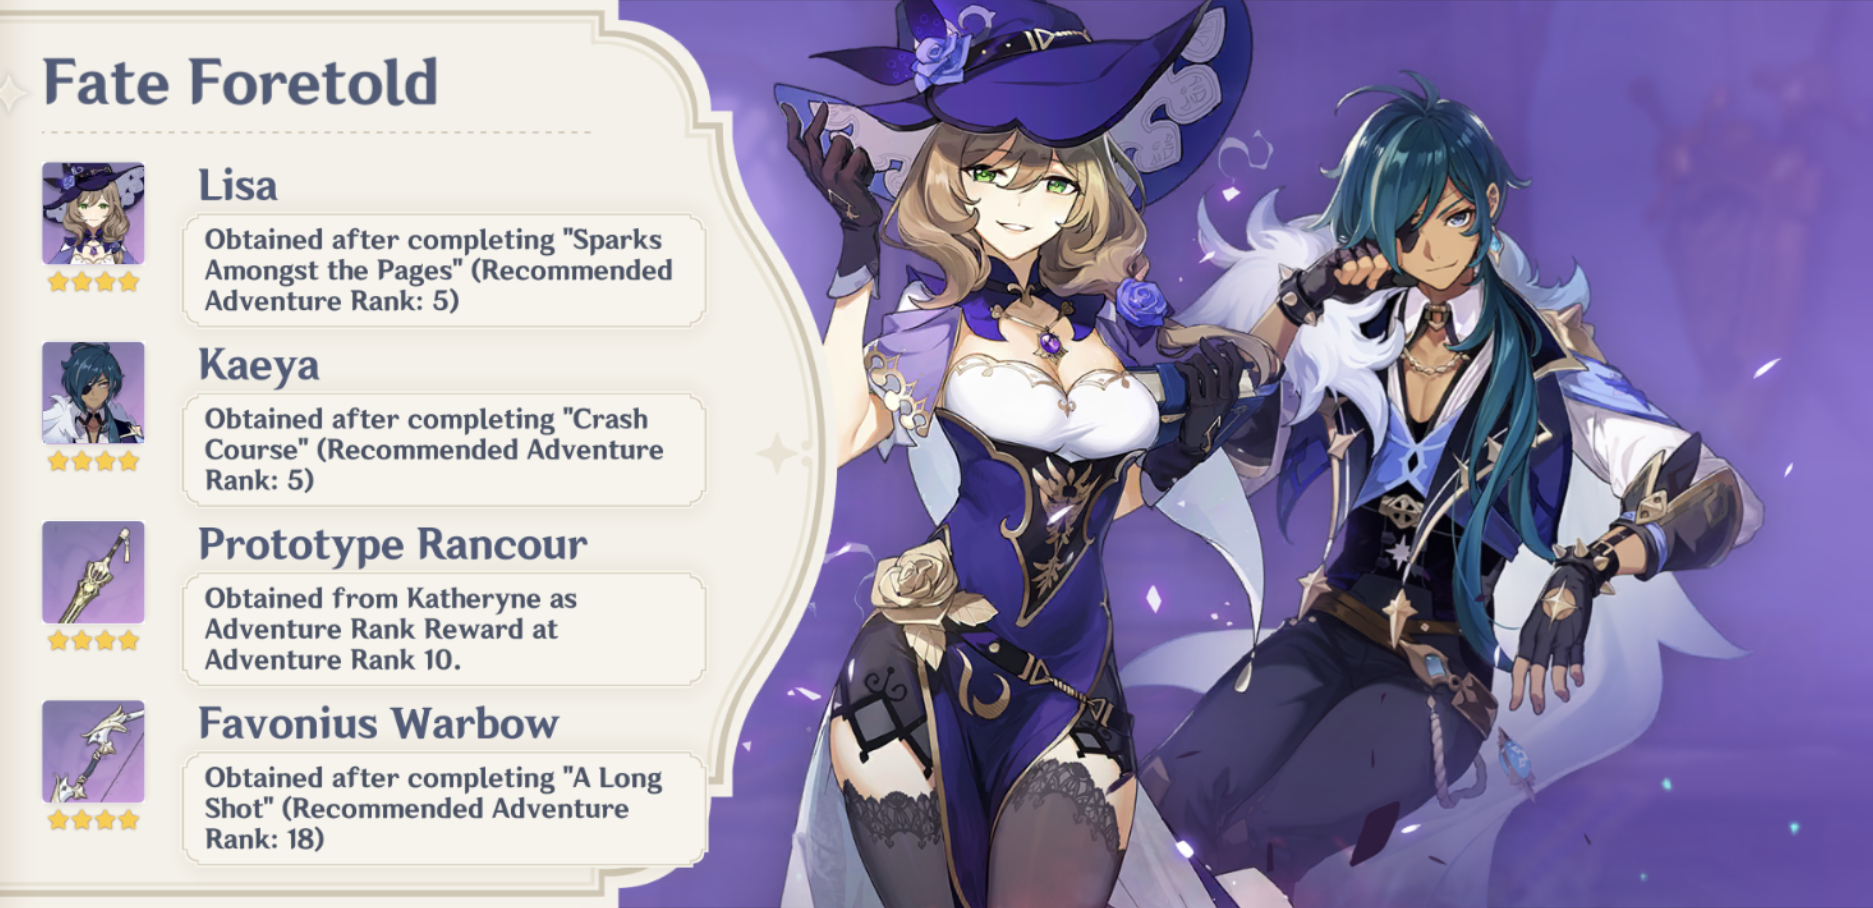 Fate Foretold
Lisa
Obtained after completing "Sparks
Amongst the Pages" (Recommended
Adventure Rank: 5)
Kaeya
Obtained after completing "Crash
Course" (Recommended Adventure
Rank: 5)
Prototype Rancour
Obtained from Katheryne as
Adventure Rank Reward at
Adventure Rank 10.
Favonius Warbow
Obtained after completing "A Long
Shot" (Recommended Adventure
Rank: 18)